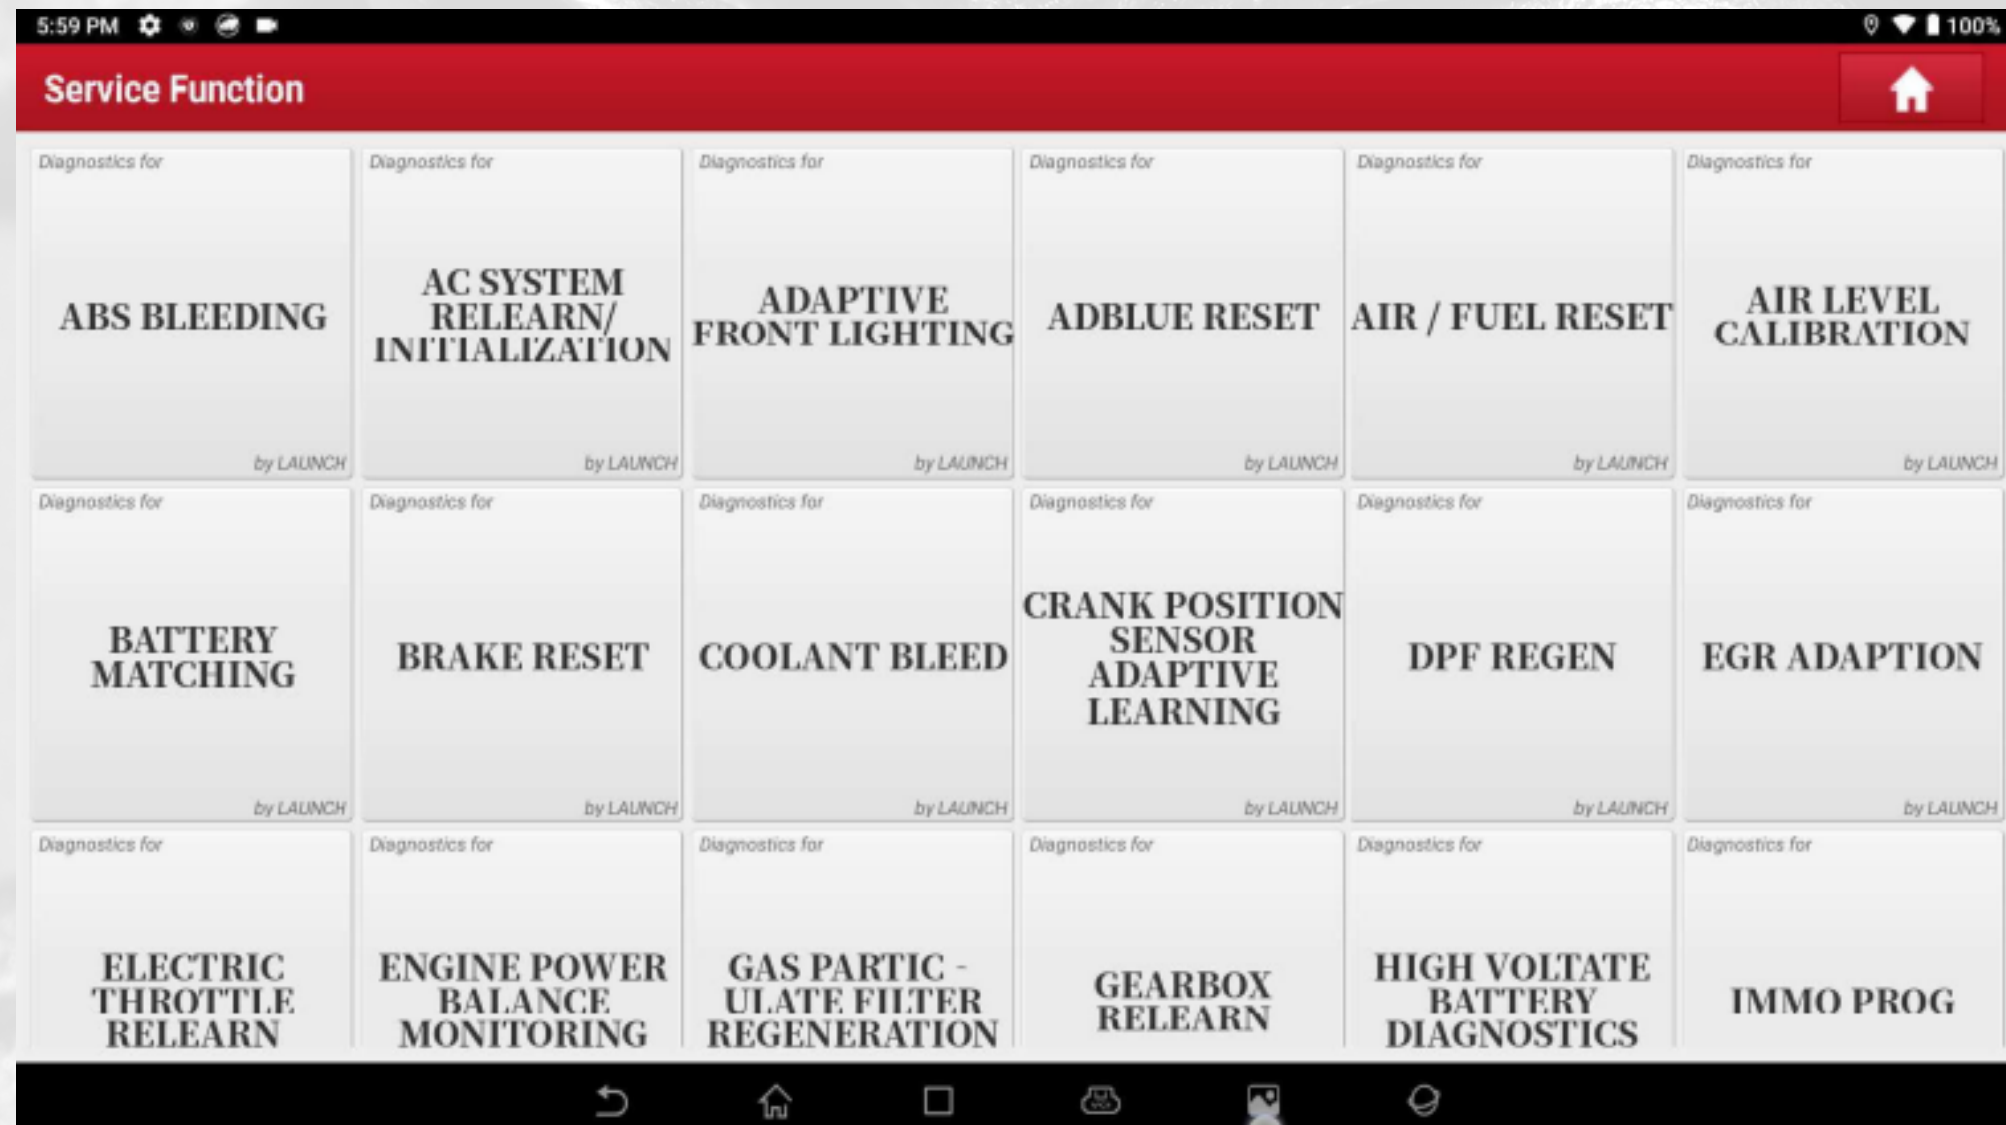 5:59 PM
100%
Service Function
Diagnostics for
ABS BLEEDING
by LAUNCH
Diagnostics for
AC SYSTEM
RELEARN/
INITIALIZATION
by LAUNCH
Diagnostics for
ADAPTIVE
FRONT LIGHTING
by LAUNCH
Diagnostics for
ADBLUE RESET
by LAUNCH
Diagnostics for
AIR / FUEL RESET
by LAUNCH
Diagnostics for
AIR LEVEL
CALIBRATION
by LAUNCH
Diagnostics for
BATTERY
MATCHING
by LAUNCH
Diagnostics for
BRAKE RESET
by LAUNCH
Diagnostics for
COOLANT BLEED
by LAUNCH
Diagnostics for
CRANK POSITION
SENSOR
ADAPTIVE
LEARNING
by LAUNCH
Diagnostics for
DPF REGEN
by LAUNCH
Diagnostics for
EGR ADAPTION
by LAUNCH
Diagnostics for
ELECTRIC
THROTTLE
RELEARN
Diagnostics for
ENGINE POWER
BALANCE
MONITORING
Diagnostics for
GAS PARTIC -
ULATE FILTER
REGENERATION
Diagnostics for
GEARBOX
RELEARN
Diagnostics for
HIGH VOLTATE
BATTERY
DIAGNOSTICS
Diagnostics for
IMMO PROG